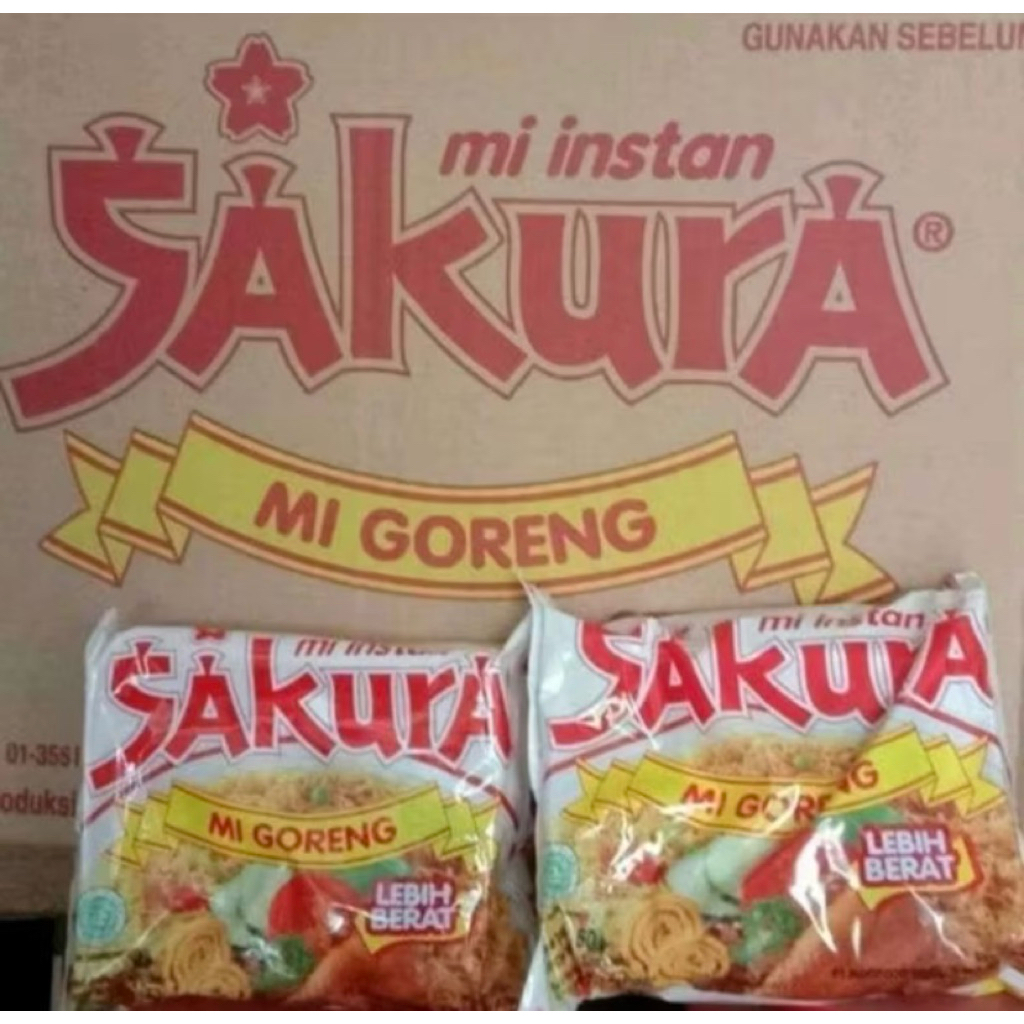 GUNAKAN SEBELUM
mi instan
SAKURA®
MI GORENG
01-3551
oduksi
mi instan
SAKURA
MI GORENG
LEBIH
BERAT
mi instan
SAKURA
MI GORENG
LEBIH
BERAT